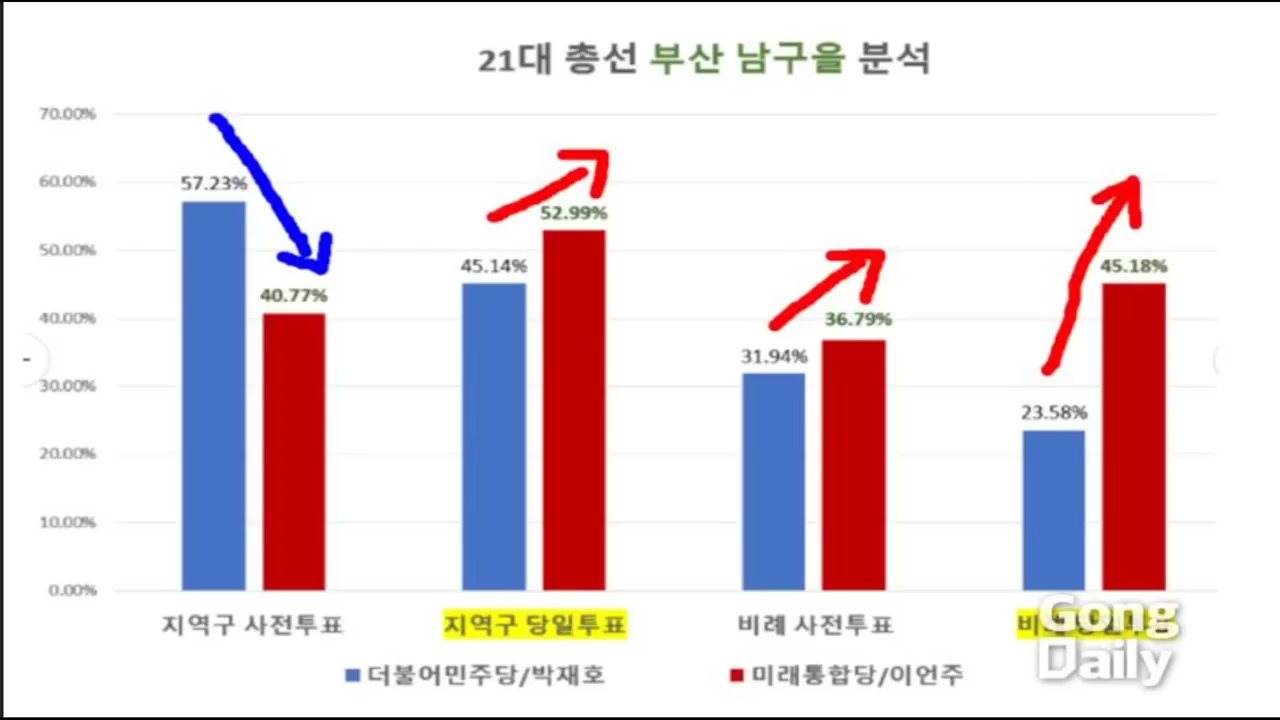 21대 총선 부산 남구을 분석
70.00%
60.00%
50.00%
40.00%
30.00%
20.00%
10.00%
0.00%
57.23%
40.77%
45.14%
52.99%
31.94%
36.79%
23.58%
45.18%
지역구 사전투표
지역구 당일투표
비례 사전투표
더불어민주당/박재호
미래통합당/이언주
Gong
Daily